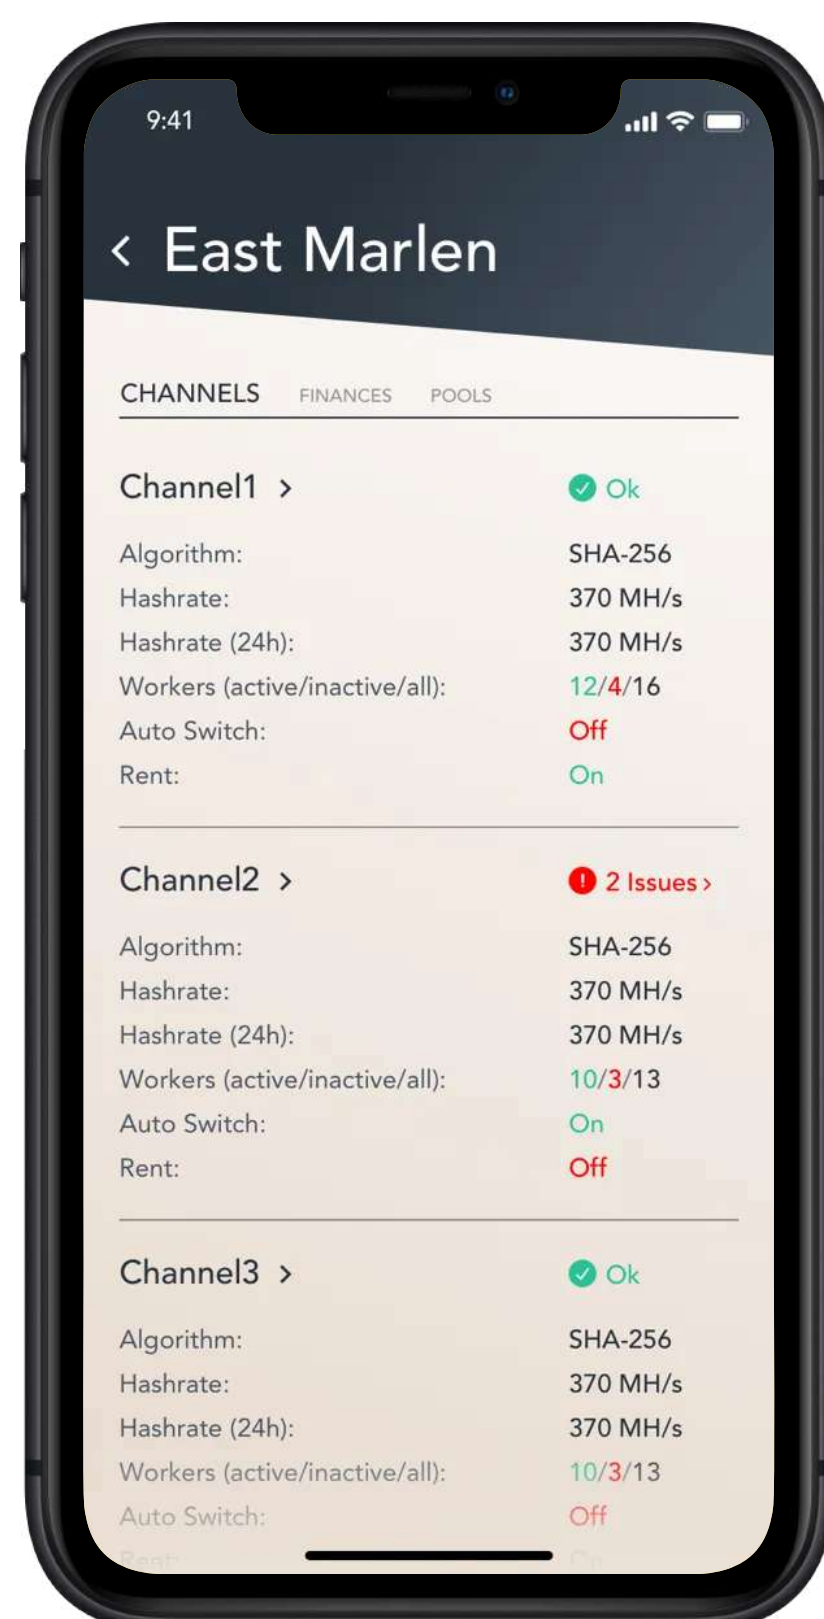 9:41
East Marlen
CHANNELS FINANCES POOLS
Channel1 > Ok
Algorithm: SHA-256
Hashrate: 370 MH/s
Hashrate (24h): 370 MH/s
Workers (active/inactive/all): 12/4/16
Auto Switch: Off
Rent: On
Channel2 > 2 Issues >
Algorithm: SHA-256
Hashrate: 370 MH/s
Hashrate (24h): 370 MH/s
Workers (active/inactive/all): 10/3/13
Auto Switch: On
Rent: Off
Channel3 > Ok
Algorithm: SHA-256
Hashrate: 370 MH/s
Hashrate (24h): 370 MH/s
Workers (active/inactive/all): 10/3/13
Auto Switch: Off
Rent: On